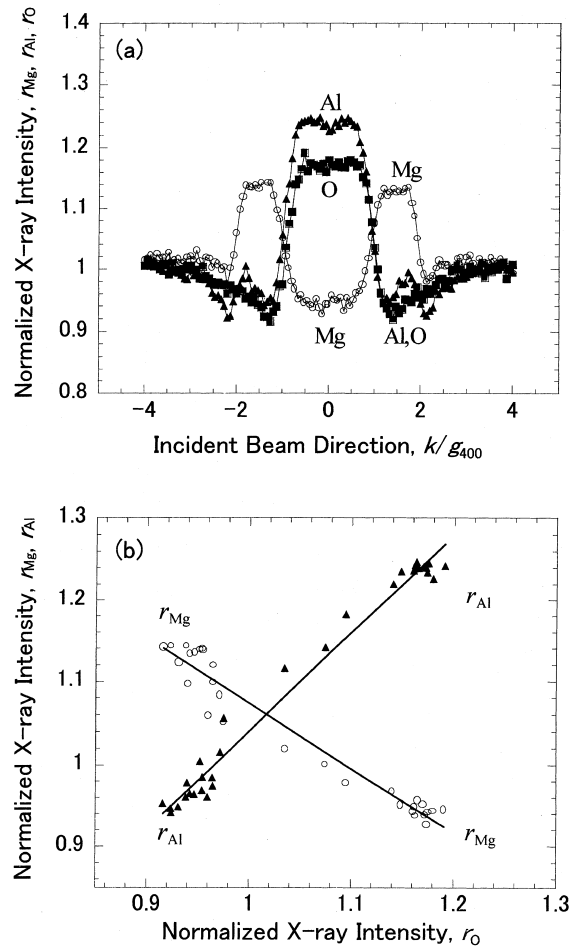 (a)
Normalized X-ray Intensity, rMg, rAl, rO
1.4
1.3
1.2
1.1
1
0.9
0.8
Al
O
Mg
Mg
Al,O
-4
-2
0
2
4
Incident Beam Direction, k/g400
(b)
Normalized X-ray Intensity, rMg, rAl
1.3
1.2
1.1
1
0.9
rMg
rAl
rAl
rMg
0.9
1
1.1
1.2
1.3
Normalized X-ray Intensity, rO